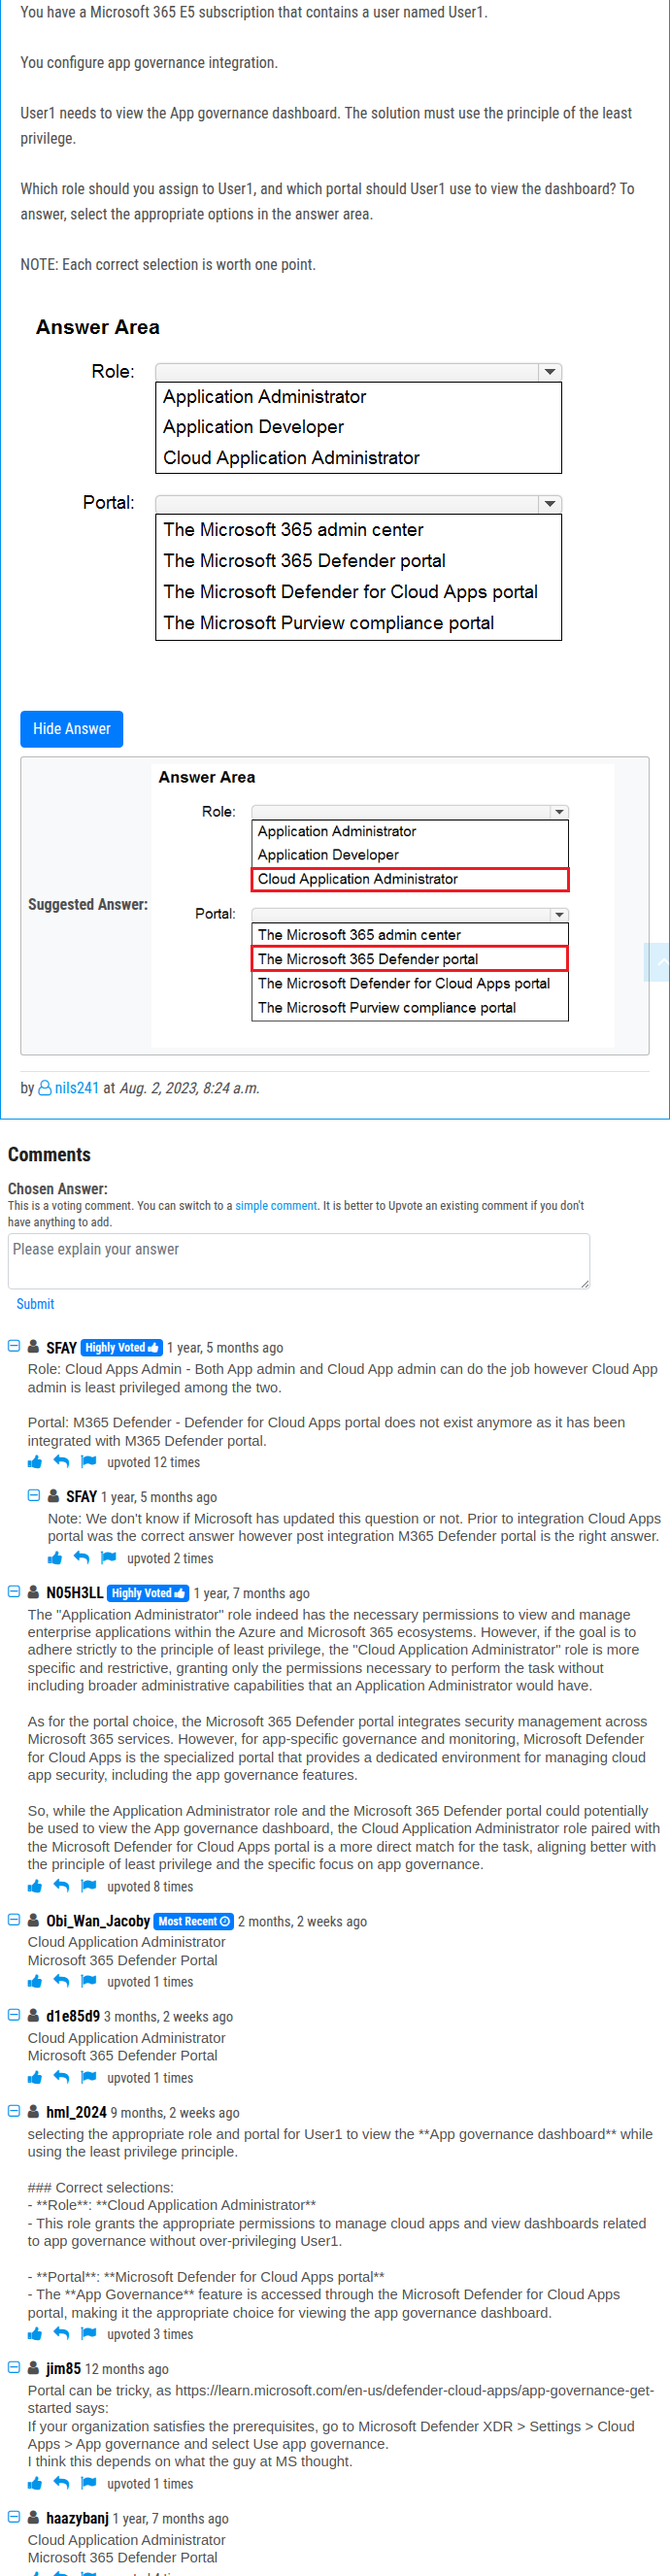 You have a Microsoft 365 E5 subscription that contains a user named User1.
You configure app governance integration.
User1 needs to view the App governance dashboard. The solution must use the principle of the least
privilege.
Which role should you assign to User1, and which portal should User1 use to view the dashboard? To
answer, select the appropriate options in the answer area.
NOTE: Each correct selection is worth one point.
Answer Area
Role:
Application Administrator
Application Developer
Cloud Application Administrator
Portal:
The Microsoft 365 admin center
The Microsoft 365 Defender portal
The Microsoft Defender for Cloud Apps portal
The Microsoft Purview compliance portal
Hide Answer
Suggested Answer:
Answer Area
Role:
Application Administrator
Application Developer
Cloud Application Administrator
Portal:
The Microsoft 365 admin center
The Microsoft 365 Defender portal
The Microsoft Defender for Cloud Apps portal
The Microsoft Purview compliance portal
by nils241 at Aug. 2, 2023, 8:24 a.m.
Comments
Chosen Answer:
This is a voting comment. You can switch to a simple comment. It is better to Upvote an existing comment if you don't
have anything to add.
Please explain your answer
Submit
SFAY Highly Voted 1 year, 5 months ago
Role: Cloud Apps Admin - Both App admin and Cloud App admin can do the job however Cloud App
admin is least privileged among the two.
Portal: M365 Defender - Defender for Cloud Apps portal does not exist anymore as it has been
integrated with M365 Defender portal.
upvoted 12 times
SFAY 1 year, 5 months ago
Note: We don't know if Microsoft has updated this question or not. Prior to integration Cloud Apps
portal was the correct answer however post integration M365 Defender portal is the right answer.
upvoted 2 times
N05H3LL Highly Voted 1 year, 7 months ago
The "Application Administrator" role indeed has the necessary permissions to view and manage
enterprise applications within the Azure and Microsoft 365 ecosystems. However, if the goal is to
adhere strictly to the principle of least privilege, the "Cloud Application Administrator" role is more
specific and restrictive, granting only the permissions necessary to perform the task without
including broader administrative capabilities that an Application Administrator would have.
As for the portal choice, the Microsoft 365 Defender portal integrates security management across
Microsoft 365 services. However, for app-specific governance and monitoring, Microsoft Defender
for Cloud Apps is the specialized portal that provides a dedicated environment for managing cloud
app security, including the app governance features.
So, while the Application Administrator role and the Microsoft 365 Defender portal could potentially
be used to view the App governance dashboard, the Cloud Application Administrator role paired with
the Microsoft Defender for Cloud Apps portal is a more direct match for the task, aligning better with
the principle of least privilege and the specific focus on app governance.
upvoted 8 times
Obi_Wan_Jacoby Most Recent 2 months, 2 weeks ago
Cloud Application Administrator
Microsoft 365 Defender Portal
upvoted 1 times
d1e85d9 3 months, 2 weeks ago
Cloud Application Administrator
Microsoft 365 Defender Portal
upvoted 1 times
hml_2024 9 months, 2 weeks ago
selecting the appropriate role and portal for User1 to view the **App governance dashboard** while
using the least privilege principle.
### Correct selections:
- **Role**: **Cloud Application Administrator**
- This role grants the appropriate permissions to manage cloud apps and view dashboards related
to app governance without over-privileging User1.
- **Portal**: **Microsoft Defender for Cloud Apps portal**
- The **App Governance** feature is accessed through the Microsoft Defender for Cloud Apps
portal, making it the appropriate choice for viewing the app governance dashboard.
upvoted 3 times
jim85 12 months ago
Portal can be tricky, as https://learn.microsoft.com/en-us/defender-cloud-apps/app-governance-get-
started says:
If your organization satisfies the prerequisites, go to Microsoft Defender XDR > Settings > Cloud
Apps > App governance and select Use app governance.
I think this depends on what the guy at MS thought.
upvoted 1 times
haazybanj 1 year, 7 months ago
Cloud Application Administrator
Microsoft 365 Defender Portal